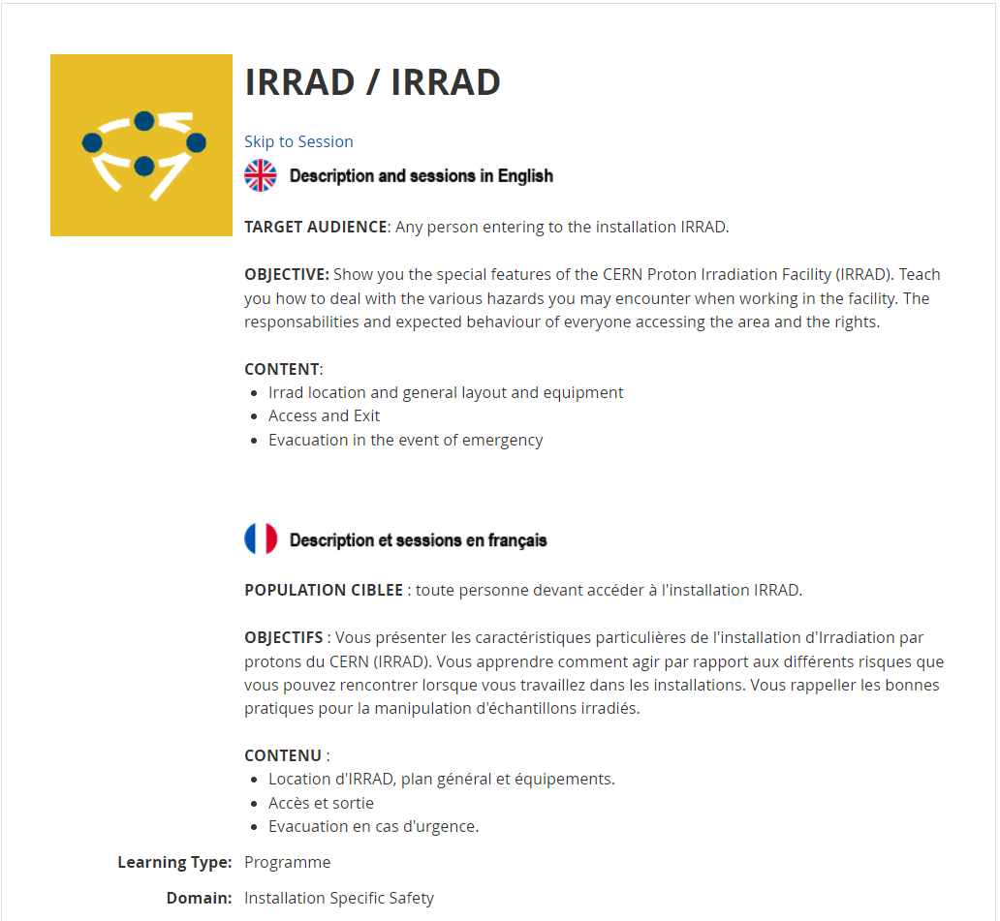 IRRAD / IRRAD
Skip to Session
Description and sessions in English
TARGET AUDIENCE: Any person entering to the installation IRRAD.
OBJECTIVE: Show you the special features of the CERN Proton Irradiation Facility (IRRAD). Teach
you how to deal with the various hazards you may encounter when working in the facility. The
responsabilities and expected behaviour of everyone accessing the area and the rights.
CONTENT:
• Irrad location and general layout and equipment
• Access and Exit
• Evacuation in the event of emergency
Description et sessions en français
POPULATION CIBLEE : toute personne devant accéder à l'installation IRRAD.
OBJECTIFS : Vous présenter les caractéristiques particulières de l'installation d'Irradiation par
protons du CERN (IRRAD). Vous apprendre comment agir par rapport aux différents risques que
vous pouvez rencontrer lorsque vous travaillez dans les installations. Vous rappeller les bonnes
pratiques pour la manipulation d'échantillons irradiés.
CONTENU :
• Location d'IRRAD, plan général et équipements.
• Accès et sortie
• Evacuation en cas d'urgence.
Learning Type: Programme
Domain: Installation Specific Safety